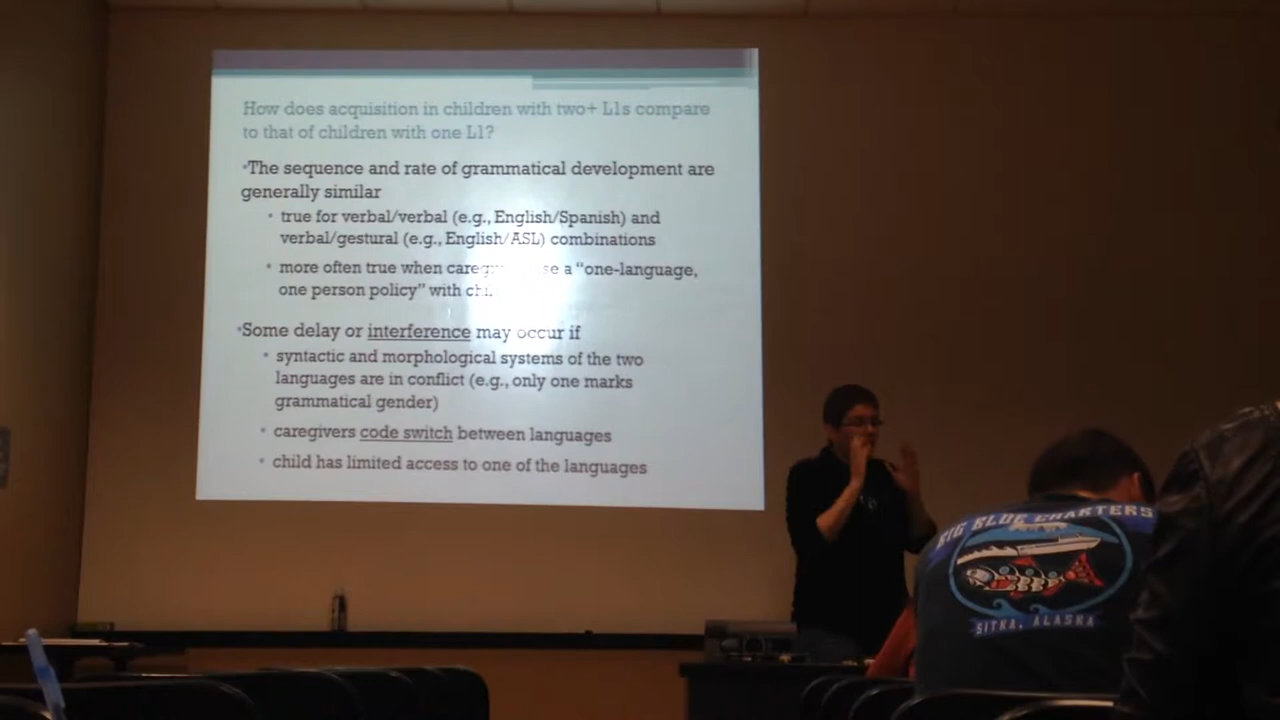 How does acquisition in children with two+ L1s compare
to that of children with one L1?
•The sequence and rate of grammatical development are
generally similar
• true for verbal/verbal (e.g., English/Spanish) and
verbal/gestural (e.g., English/ASL) combinations
• more often true when a “one-language,
one person policy” with
•Some delay or interference may occur if
• syntactic and morphological systems of the two
languages are in conflict (e.g., only one marks
grammatical gender)
• caregivers code switch between languages
• child has limited access to one of the languages
BIG BLUE CHARTERS
SITKA, ALASKA